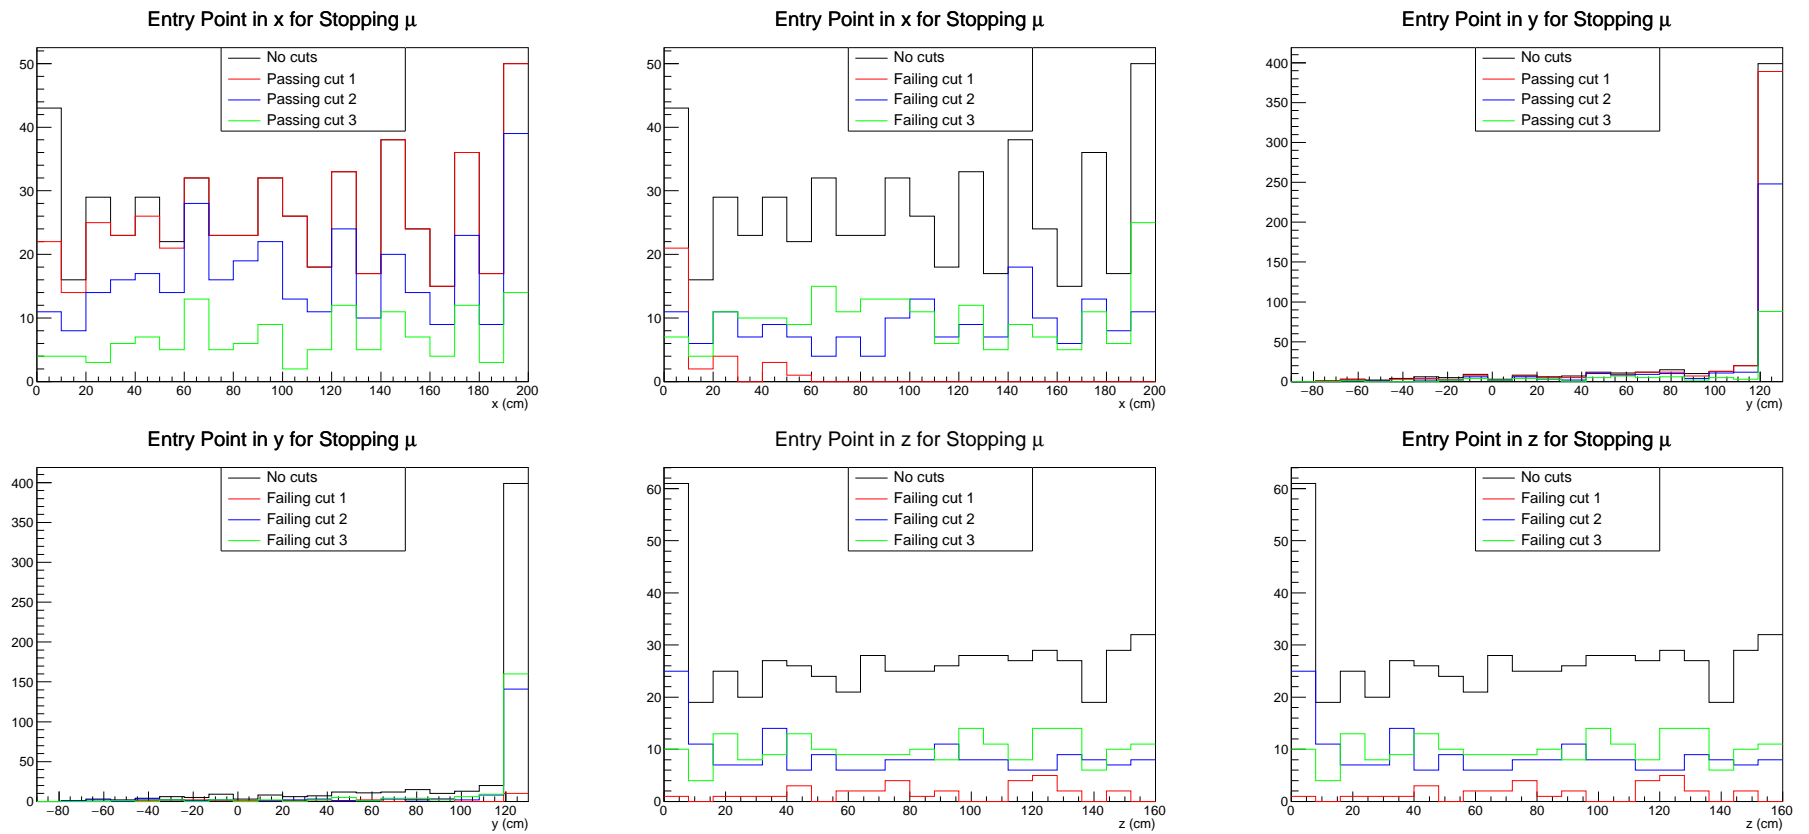 Entry Point in x for Stopping μ
No cuts
Passing cut 1
Passing cut 2
Passing cut 3
50
40
30
20
10
0
0 20 40 60 80 100 120 140 160 180 200
x (cm)
Entry Point in x for Stopping μ
No cuts
Failing cut 1
Failing cut 2
Failing cut 3
50
40
30
20
10
0
0 20 40 60 80 100 120 140 160 180 200
x (cm)
Entry Point in y for Stopping μ
No cuts
Passing cut 1
Passing cut 2
Passing cut 3
400
350
300
250
200
150
100
50
0
−80 −60 −40 −20 0 20 40 60 80 100 120
y (cm)
Entry Point in y for Stopping μ
No cuts
Failing cut 1
Failing cut 2
Failing cut 3
400
350
300
250
200
150
100
50
0
−80 −60 −40 −20 0 20 40 60 80 100 120
y (cm)
Entry Point in z for Stopping μ
No cuts
Failing cut 1
Failing cut 2
Failing cut 3
60
50
40
30
20
10
0
0 20 40 60 80 100 120 140 160
z (cm)
Entry Point in z for Stopping μ
No cuts
Failing cut 1
Failing cut 2
Failing cut 3
60
50
40
30
20
10
0
0 20 40 60 80 100 120 140 160
z (cm)